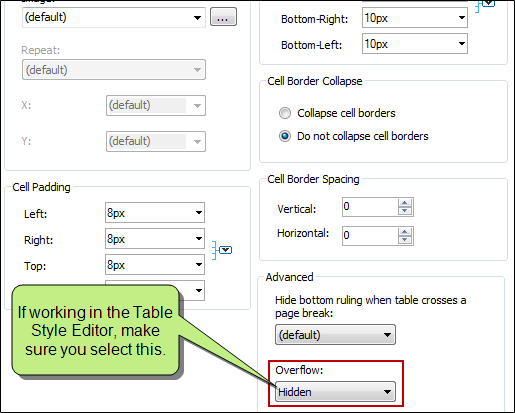 (default)
...
Repeat:
(default)
X:
(default)
Y:
(default)
Cell Padding
Left:
8px
Right:
8px
Top:
8px
If working in the Table
Style Editor, make
sure you select this.
Bottom-Right:
10px
Bottom-Left:
10px
Cell Border Collapse
Collapse cell borders
Do not collapse cell borders
Cell Border Spacing
Vertical:
0
Horizontal:
0
Advanced
Hide bottom ruling when table crosses a
page break:
(default)
Overflow:
Hidden